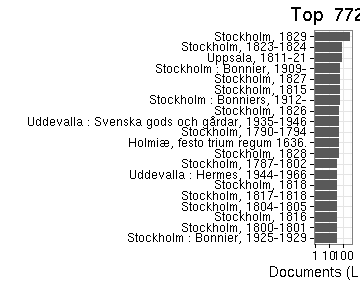 Top 772
Stockholm, 1829
Stockholm, 1823-1824
Uppsala, 1811-21
Stockholm : Bonnier, 1909-
Stockholm, 1827
Stockholm, 1815
Stockholm : Bonniers, 1912-
Stockholm, 1826
Uddevalla : Svenska gods och gårdar, 1935-1946
Stockholm, 1790-1794
Holmiæ, festo trium regum 1636.
Stockholm, 1828
Stockholm, 1787-1802
Uddevalla : Hermes, 1944-1966
Stockholm, 1818
Stockholm, 1817-1818
Stockholm, 1804-1805
Stockholm, 1816
Stockholm, 1800-1801
Stockholm : Bonnier, 1925-1929
1 10 100
Documents (L